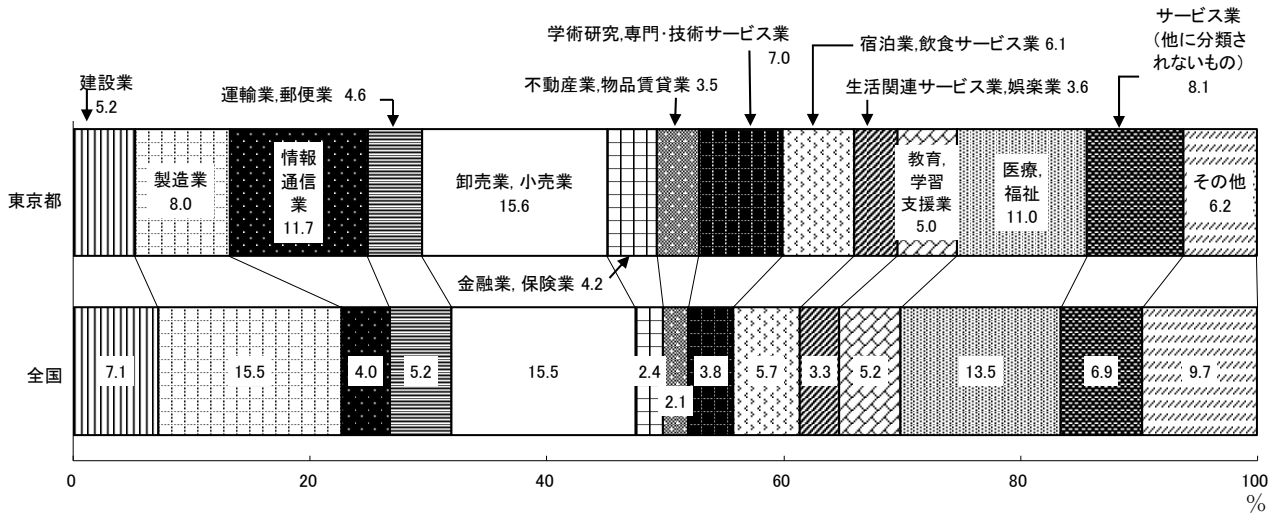 サービス業
(他に分類さ
れないもの)
8.1
学術研究,専門・技術サービス業
7.0
宿泊業,飲食サービス業 6.1
建設業
5.2
運輸業,郵便業 4.6
不動産業,物品賃貸業 3.5
生活関連サービス業,娯楽業 3.6
東京都
製造業
8.0
情報
通信
業
11.7
卸売業, 小売業
15.6
教育,
学習
支援業
5.0
医療,
福祉
11.0
その他
6.2
金融業, 保険業 4.2
全国
7.1
15.5
4.0
5.2
15.5
2.4
2.1
3.8
5.7
3.3
5.2
13.5
6.9
9.7
0
20
40
60
80
100
%